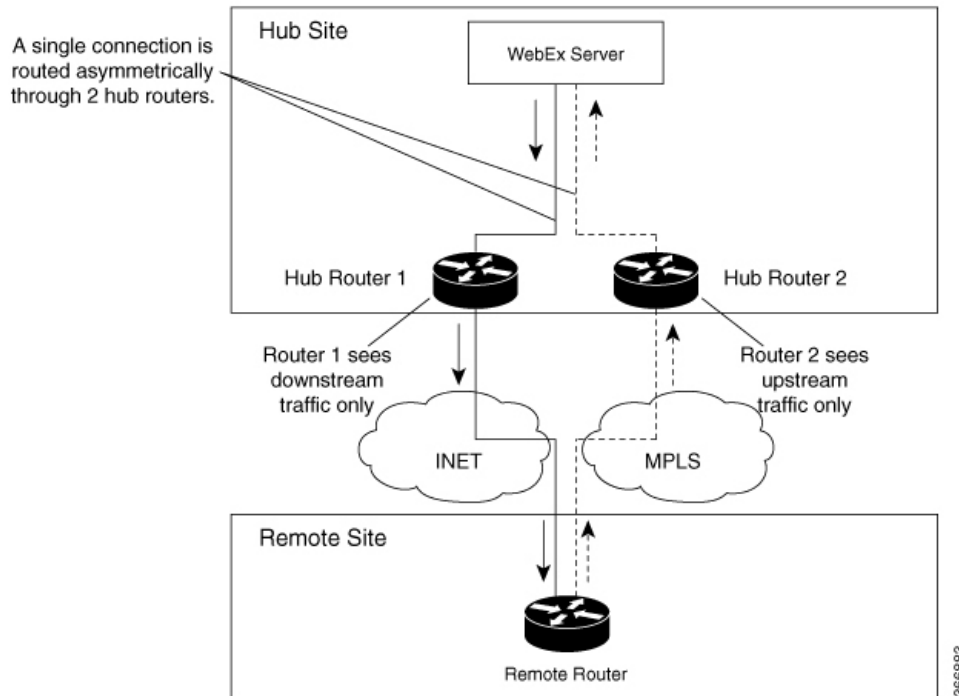 Hub Site
WebEx Server
A single connection is
routed asymmetrically
through 2 hub routers.
Hub Router 1
Hub Router 2
Router 1 sees
downstream
traffic only
Router 2 sees
upstream
traffic only
INET
MPLS
Remote Site
Remote Router
366883